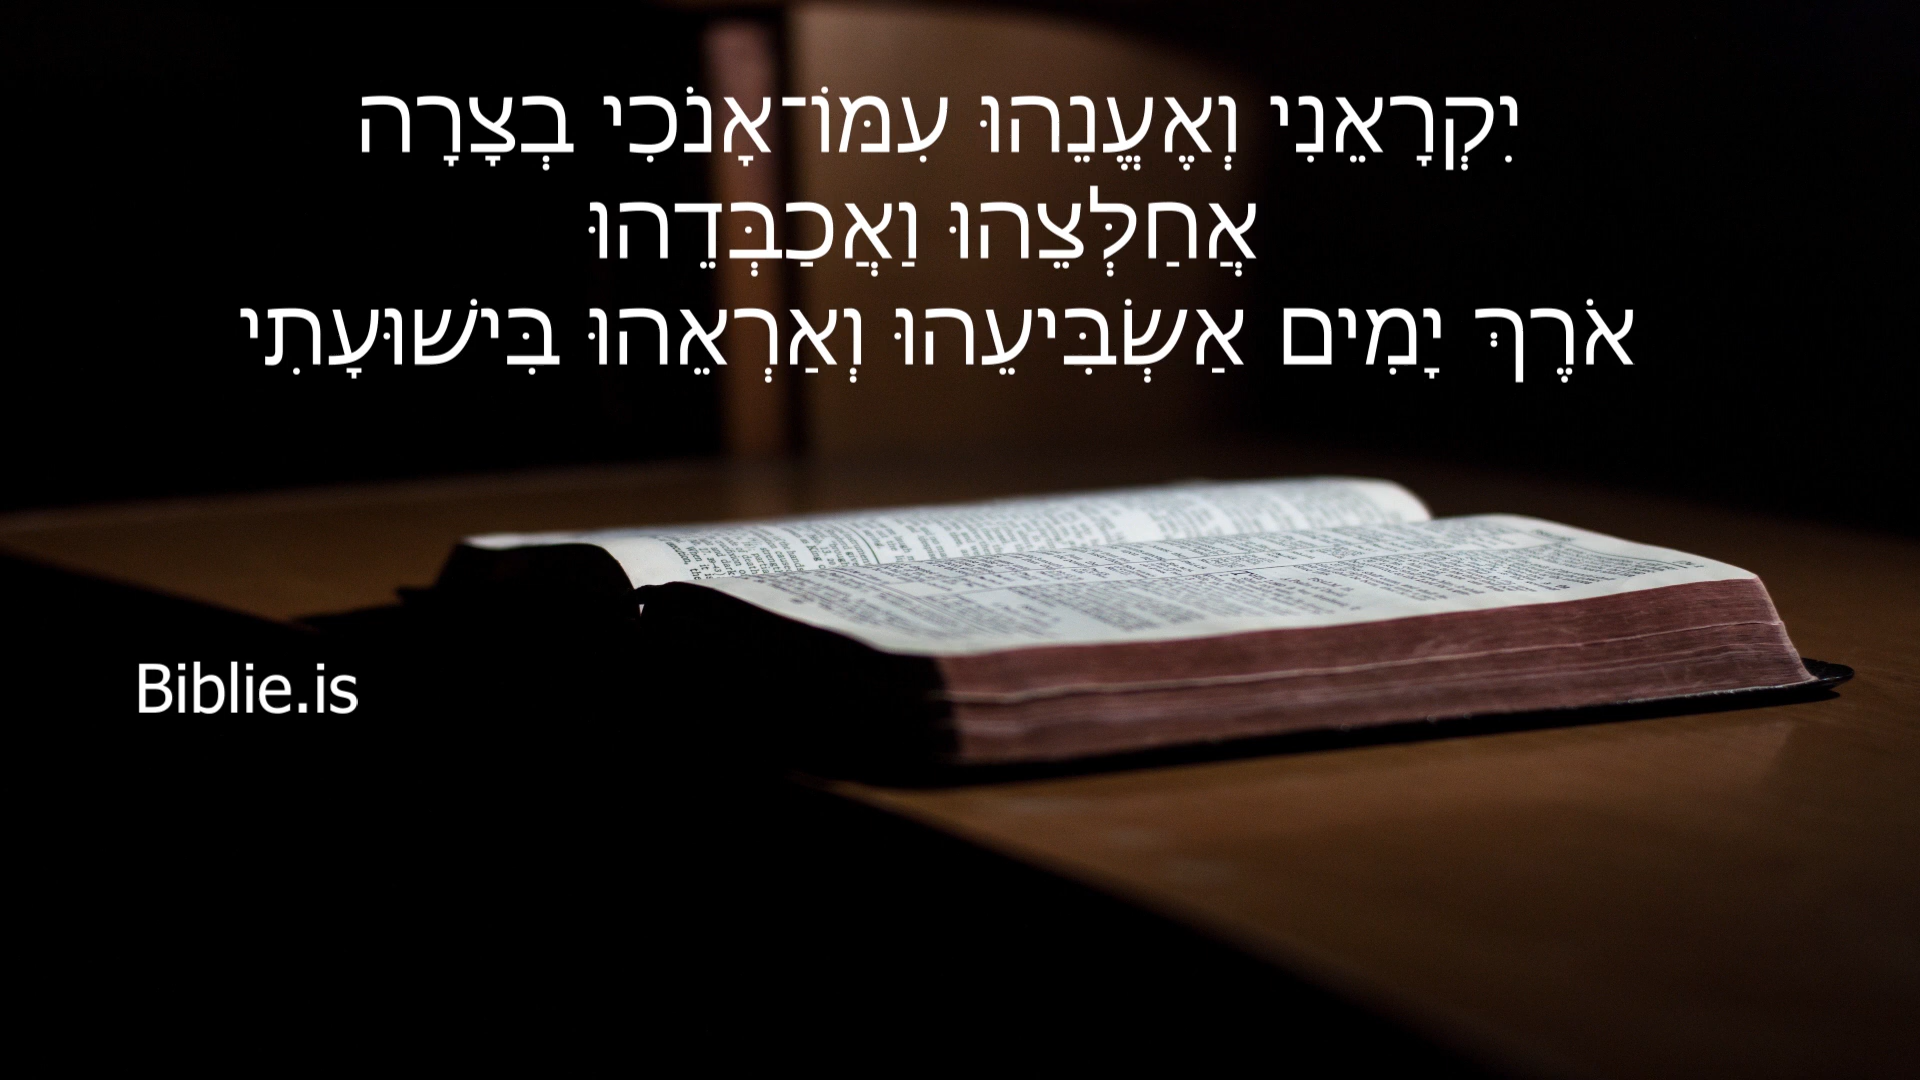 יִקְרָאֵנִי וְאֶעֱנֵהוּ עִמּוֹ־אָנֹכִי בְצָרָה
אֲחַלְּצֵהוּ וַאֲכַבְּדֵהוּ
אֹרֶךְ יָמִים אַשְׂבִּיעֵהוּ וְאַרְאֵהוּ בִּישׁוּעָתִי
Biblie.is